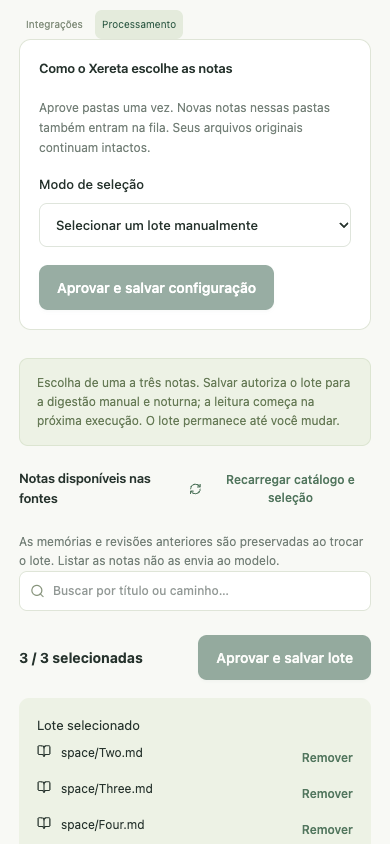 Integrações
Processamento
Como o Xereta escolhe as notas
Aprove pastas uma vez. Novas notas nessas pastas
também entram na fila. Seus arquivos originais
continuam intactos.
Modo de seleção
Selecionar um lote manualmente
Aprovar e salvar configuração
Escolha de uma a três notas. Salvar autoriza o lote para
a digestão manual e noturna; a leitura começa na
próxima execução. O lote permanece até você mudar.
Notas disponíveis nas
fontes
Recarregar catálogo e
seleção
As memórias e revisões anteriores são preservadas ao trocar
o lote. Listar as notas não as envia ao modelo.
Buscar por título ou caminho...
3 / 3 selecionadas
Aprovar e salvar lote
Lote selecionado
space/Two.md
Remover
space/Three.md
Remover
space/Four.md
Remover